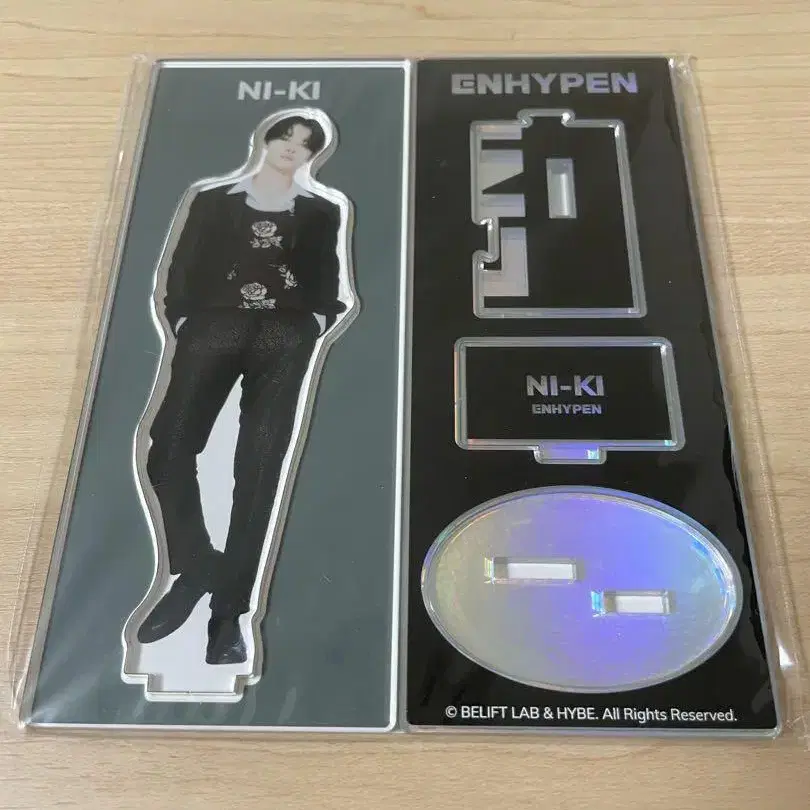 NI-KI
ENHYPEN
NI-KI
ENHYPEN
© BELIFT LAB & HYBE. All Rights Reserved.